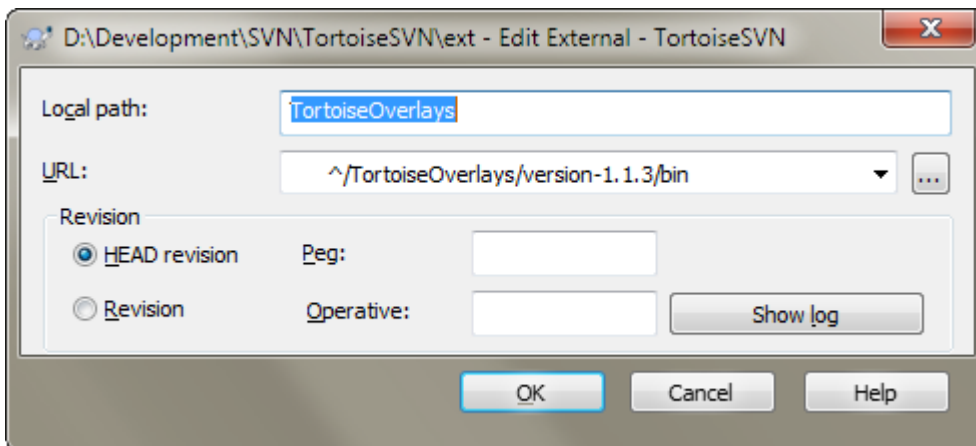 D:\Development\SVN\TortoiseSVN\ext - Edit External - TortoiseSVN
Local path: TortoiseOverlays
URL: ^/TortoiseOverlays/version-1.1.3/bin ...
Revision
HEAD revision Peg:
Revision Operative: Show log
OK Cancel Help